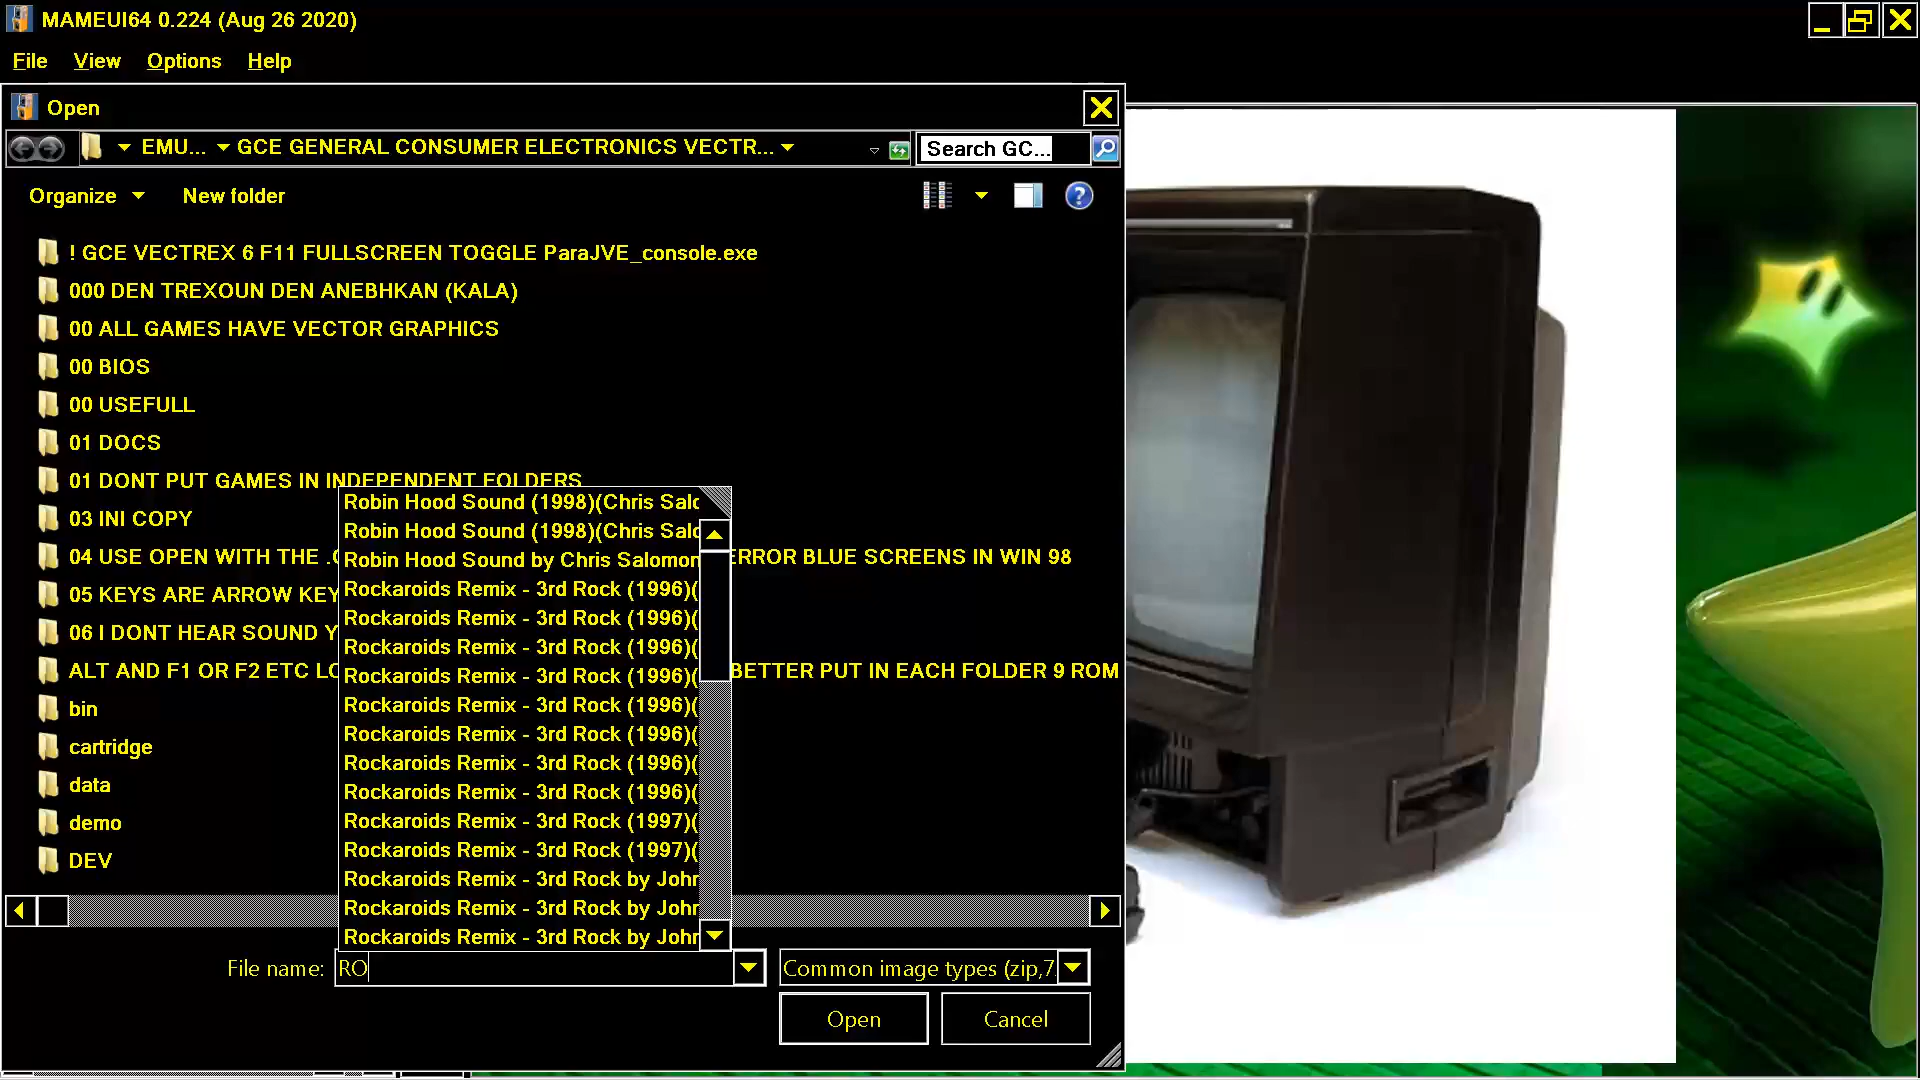 MAMEUI64 0.224 (Aug 26 2020)
File View Options Help
Open
EMU... GCE GENERAL CONSUMER ELECTRONICS VECTR...
Search GC...
Organize New folder
! GCE VECTREX 6 F11 FULLSCREEN TOGGLE ParaJVE_console.exe
000 DEN TREXOUN DEN ANEBHKAN (KALA)
00 ALL GAMES HAVE VECTOR GRAPHICS
00 BIOS
00 USEFULL
01 DOCS
01 DONT PUT GAMES IN INDEPENDENT FOLDERS
03 INI COPY
04 USE OPEN WITH THE ERROR BLUE SCREENS IN WIN 98
05 KEYS ARE ARROW KEY
06 I DONT HEAR SOUND Y
ALT AND F1 OR F2 ETC LO BETTER PUT IN EACH FOLDER 9 ROM
bin
cartridge
data
demo
DEV
Robin Hood Sound (1998)(Chris Salo
Robin Hood Sound (1998)(Chris Salo
Robin Hood Sound by Chris Salomon
Rockaroids Remix - 3rd Rock (1996)(
Rockaroids Remix - 3rd Rock (1996)(
Rockaroids Remix - 3rd Rock (1996)(
Rockaroids Remix - 3rd Rock (1996)(
Rockaroids Remix - 3rd Rock (1996)(
Rockaroids Remix - 3rd Rock (1996)(
Rockaroids Remix - 3rd Rock (1996)(
Rockaroids Remix - 3rd Rock (1996)(
Rockaroids Remix - 3rd Rock (1997)(
Rockaroids Remix - 3rd Rock (1997)(
Rockaroids Remix - 3rd Rock by John
Rockaroids Remix - 3rd Rock by John
Rockaroids Remix - 3rd Rock by John
File name: RO
Common image types (zip,7
Open Cancel